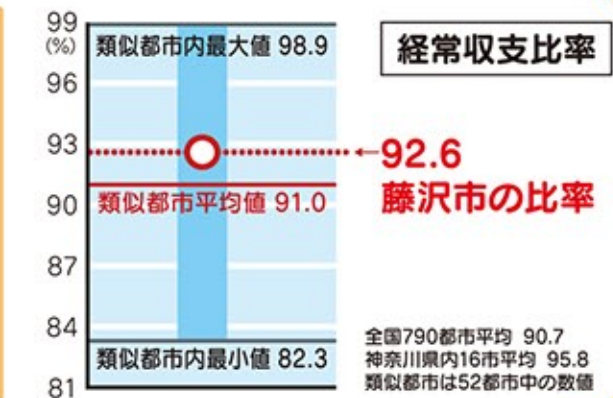 経常収支比率
99
(%)
類似都市内最大値 98.9
96
93
←92.6
藤沢市の比率
類似都市平均値 91.0
90
87
84
類似都市内最小値 82.3
81
全国790都市平均 90.7
神奈川県内16市平均 95.8
類似都市は52都市中の数値